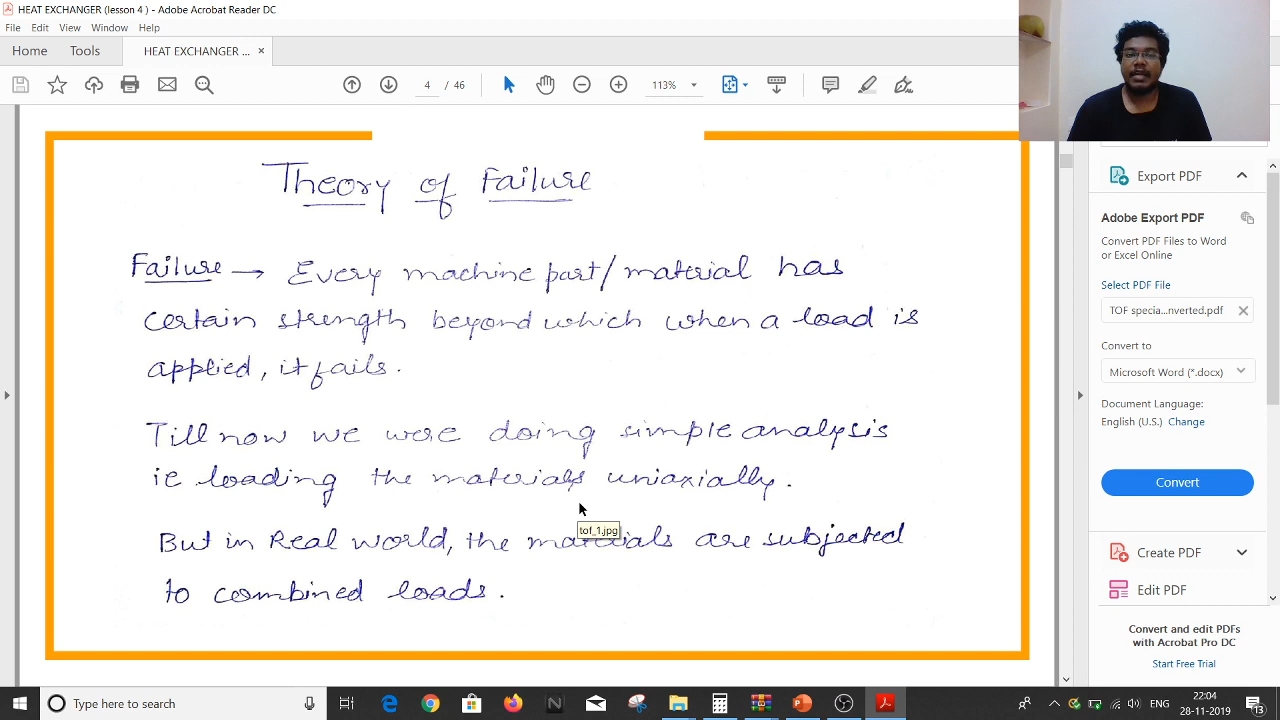 HEAT EXCHANGER (lesson 4 ) - Adobe Acrobat Reader DC
File Edit View Window Help
Home Tools HEAT EXCHANGER ... ×
4 / 46 113%
Theory of Failure
Failure → Every machine part/material has
certain strength beyond which when a load is
applied, it fails.
Till now we were doing simple analysis
ie loading the materials uniaxially.
tof_1.jpg
But in Real world, the materials are subjected
to combined loads.
Export PDF
Adobe Export PDF
Convert PDF Files to Word
or Excel Online
Select PDF File
TOF specia...nverted.pdf
Convert to
Microsoft Word (*.docx)
Document Language:
English (U.S.) Change
Convert
Create PDF
Edit PDF
Convert and edit PDFs
with Acrobat Pro DC
Start Free Trial
Type here to search
ENG
22:04
28-11-2019